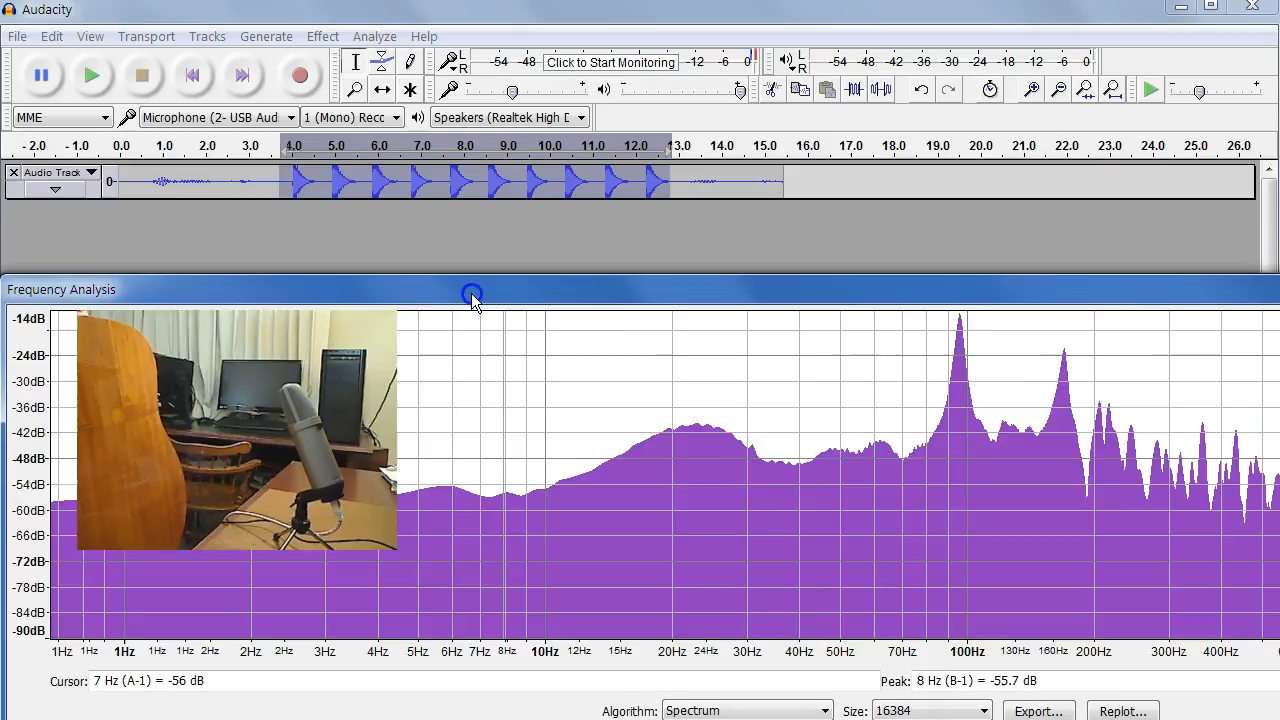 Audacity
File Edit View Transport Tracks Generate Effect Analyze Help
L R -54 -48 Click to Start Monitoring -12 -6 0 L R -54 -48 -42 -36 -30 -24 -18 -12 -6 0
- + - + - +
MME Microphone (2- USB Audi 1 (Mono) Recc Speakers (Realtek High D
-2.0 -1.0 0.0 1.0 2.0 3.0 4.0 5.0 6.0 7.0 8.0 9.0 10.0 11.0 12.0 13.0 14.0 15.0 16.0 17.0 18.0 19.0 20.0 21.0 22.0 23.0 24.0 25.0 26.0
Audio Track 0-
Frequency Analysis
-14dB
-24dB
-30dB
-36dB
-42dB
-48dB
-54dB
-60dB
-66dB
-72dB
-78dB
-84dB
-90dB
1Hz 1Hz 1Hz 1Hz 1Hz 2Hz 2Hz 3Hz 4Hz 5Hz 6Hz 7Hz 8Hz 10Hz 12Hz 15Hz 20Hz 24Hz 30Hz 40Hz 50Hz 70Hz 100Hz 130Hz 160Hz 200Hz 300Hz 400Hz 60
Cursor: 7 Hz (A-1) = -56 dB Peak: 8 Hz (B-1) = -55.7 dB
Algorithm: Spectrum Size: 16384 Export... Replot...